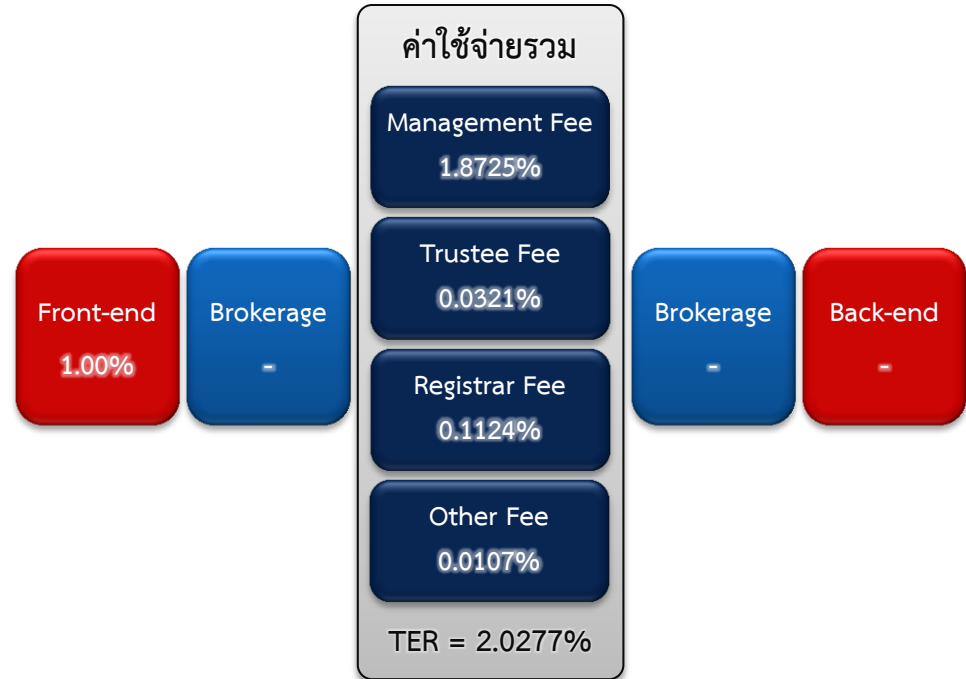 ค่าใช้จ่ายรวม
Management Fee
1.8725%
Trustee Fee
0.0321%
Registrar Fee
0.1124%
Other Fee
0.0107%
TER = 2.0277%
Front-end
1.00%
Brokerage
-
Brokerage
-
Back-end
-